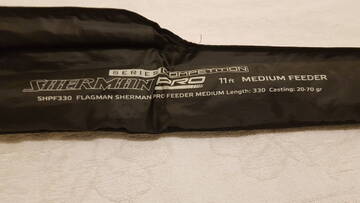 SERIES COMPETITION
SHERMAN PRO 11ft MEDIUM FEEDER
SHPF330 FLAGMAN SHERMAN PRO FEEDER MEDIUM Length: 330 Casting: 20-70 gr